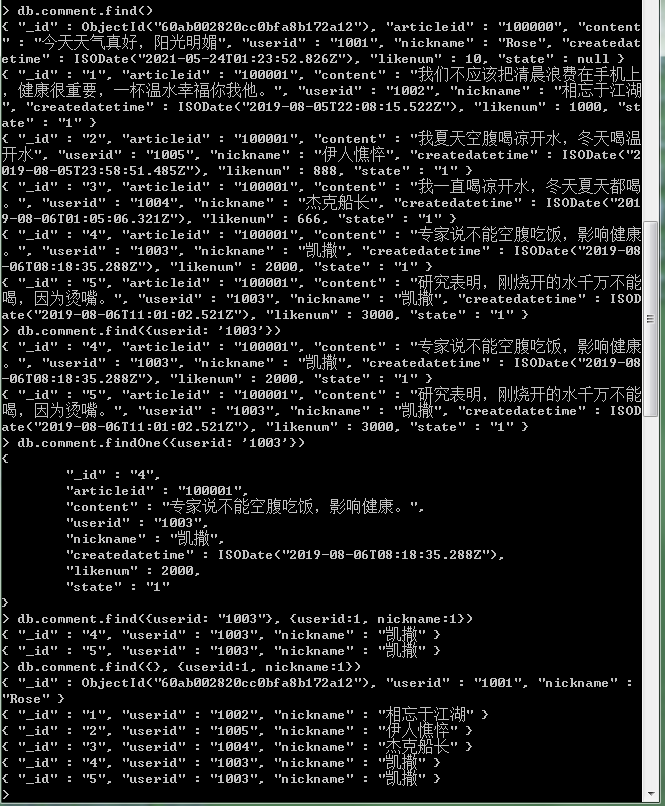 > db.comment.find()
{ "_id" : ObjectId("60ab002820cc0bfa8b172a12"), "articleid" : "100000", "content
" : "今天天气真好，阳光明媚", "userid" : "1001", "nickname" : "Rose", "createdat
etime" : ISODate("2021-05-24T01:23:52.826Z"), "likenum" : 10, "state" : null }
{ "_id" : "1", "articleid" : "100001", "content" : "我们不应该把清晨浪费在手机上
，健康很重要，一杯温水幸福你我他。", "userid" : "1002", "nickname" : "相忘于江湖
", "createdatetime" : ISODate("2019-08-05T22:08:15.522Z"), "likenum" : 1000, "st
ate" : "1" }
{ "_id" : "2", "articleid" : "100001", "content" : "我夏天空腹喝凉开水，冬天喝温
开水", "userid" : "1005", "nickname" : "伊人憔悴", "createdatetime" : ISODate("2
019-08-05T23:58:51.485Z"), "likenum" : 888, "state" : "1" }
{ "_id" : "3", "articleid" : "100001", "content" : "我一直喝凉开水，冬天夏天都喝
。", "userid" : "1004", "nickname" : "杰克船长", "createdatetime" : ISODate("201
9-08-06T01:05:06.321Z"), "likenum" : 666, "state" : "1" }
{ "_id" : "4", "articleid" : "100001", "content" : "专家说不能空腹吃饭，影响健康
。", "userid" : "1003", "nickname" : "凯撒", "createdatetime" : ISODate("2019-08
-06T08:18:35.288Z"), "likenum" : 2000, "state" : "1" }
{ "_id" : "5", "articleid" : "100001", "content" : "研究表明，刚烧开的水千万不能
喝，因为烫嘴。", "userid" : "1003", "nickname" : "凯撒", "createdatetime" : ISOD
ate("2019-08-06T11:01:02.521Z"), "likenum" : 3000, "state" : "1" }
> db.comment.find({userid: '1003'})
{ "_id" : "4", "articleid" : "100001", "content" : "专家说不能空腹吃饭，影响健康
。", "userid" : "1003", "nickname" : "凯撒", "createdatetime" : ISODate("2019-08
-06T08:18:35.288Z"), "likenum" : 2000, "state" : "1" }
{ "_id" : "5", "articleid" : "100001", "content" : "研究表明，刚烧开的水千万不能
喝，因为烫嘴。", "userid" : "1003", "nickname" : "凯撒", "createdatetime" : ISOD
ate("2019-08-06T11:01:02.521Z"), "likenum" : 3000, "state" : "1" }
> db.comment.findOne({userid: '1003'})
{
        "_id" : "4",
        "articleid" : "100001",
        "content" : "专家说不能空腹吃饭，影响健康。",
        "userid" : "1003",
        "nickname" : "凯撒",
        "createdatetime" : ISODate("2019-08-06T08:18:35.288Z"),
        "likenum" : 2000,
        "state" : "1"
}
> db.comment.find({userid: "1003"}, {userid:1, nickname:1})
{ "_id" : "4", "userid" : "1003", "nickname" : "凯撒" }
{ "_id" : "5", "userid" : "1003", "nickname" : "凯撒" }
> db.comment.find({}, {userid:1, nickname:1})
{ "_id" : ObjectId("60ab002820cc0bfa8b172a12"), "userid" : "1001", "nickname" :
"Rose" }
{ "_id" : "1", "userid" : "1002", "nickname" : "相忘于江湖" }
{ "_id" : "2", "userid" : "1005", "nickname" : "伊人憔悴" }
{ "_id" : "3", "userid" : "1004", "nickname" : "杰克船长" }
{ "_id" : "4", "userid" : "1003", "nickname" : "凯撒" }
{ "_id" : "5", "userid" : "1003", "nickname" : "凯撒" }
>